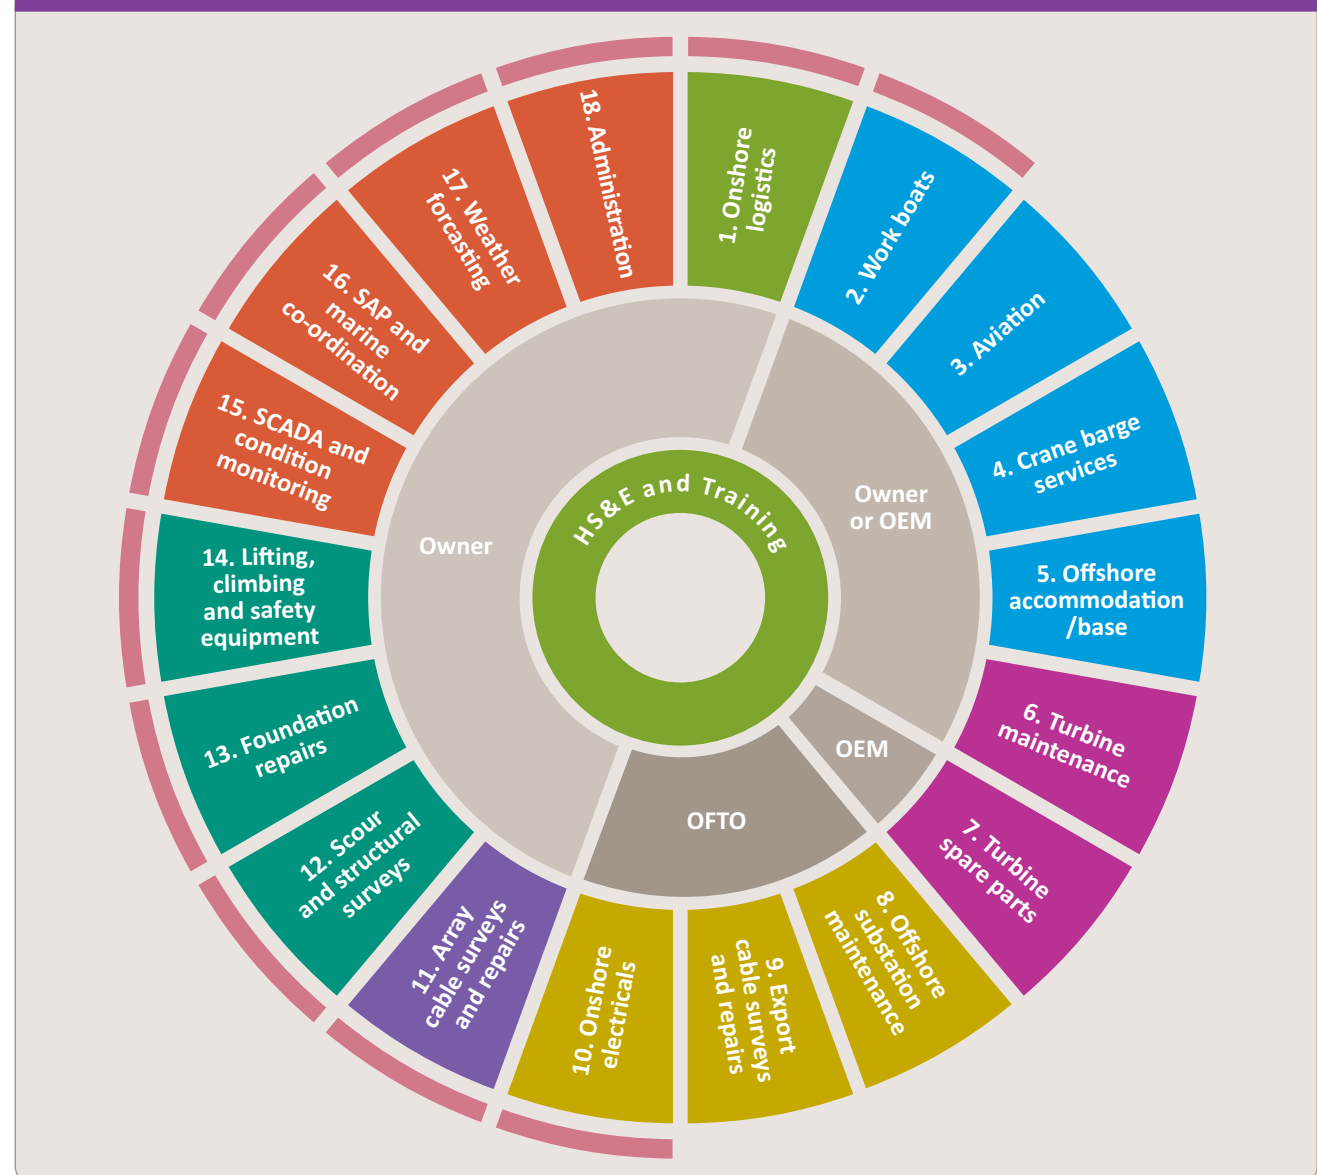 1. Onshore
logistics
2. Work boats
3. Aviation
4. Crane barge
services
5. Offshore
accommodation
/base
6. Turbine
maintenance
7. Turbine
spare parts
8. Offshore
substation
maintenance
9. Export
cable surveys
and repairs
10. Onshore
electricals
11. Array
cable surveys
and repairs
12. Scour
and structural
surveys
13. Foundation
repairs
14. Lifting,
climbing
and safety
equipment
15. SCADA and
condition
monitoring
16. SAP and
marine
co-ordination
17. Weather
forcasting
18. Administration
Owner
Owner
or OEM
OEM
OFTO
HS&E and Training